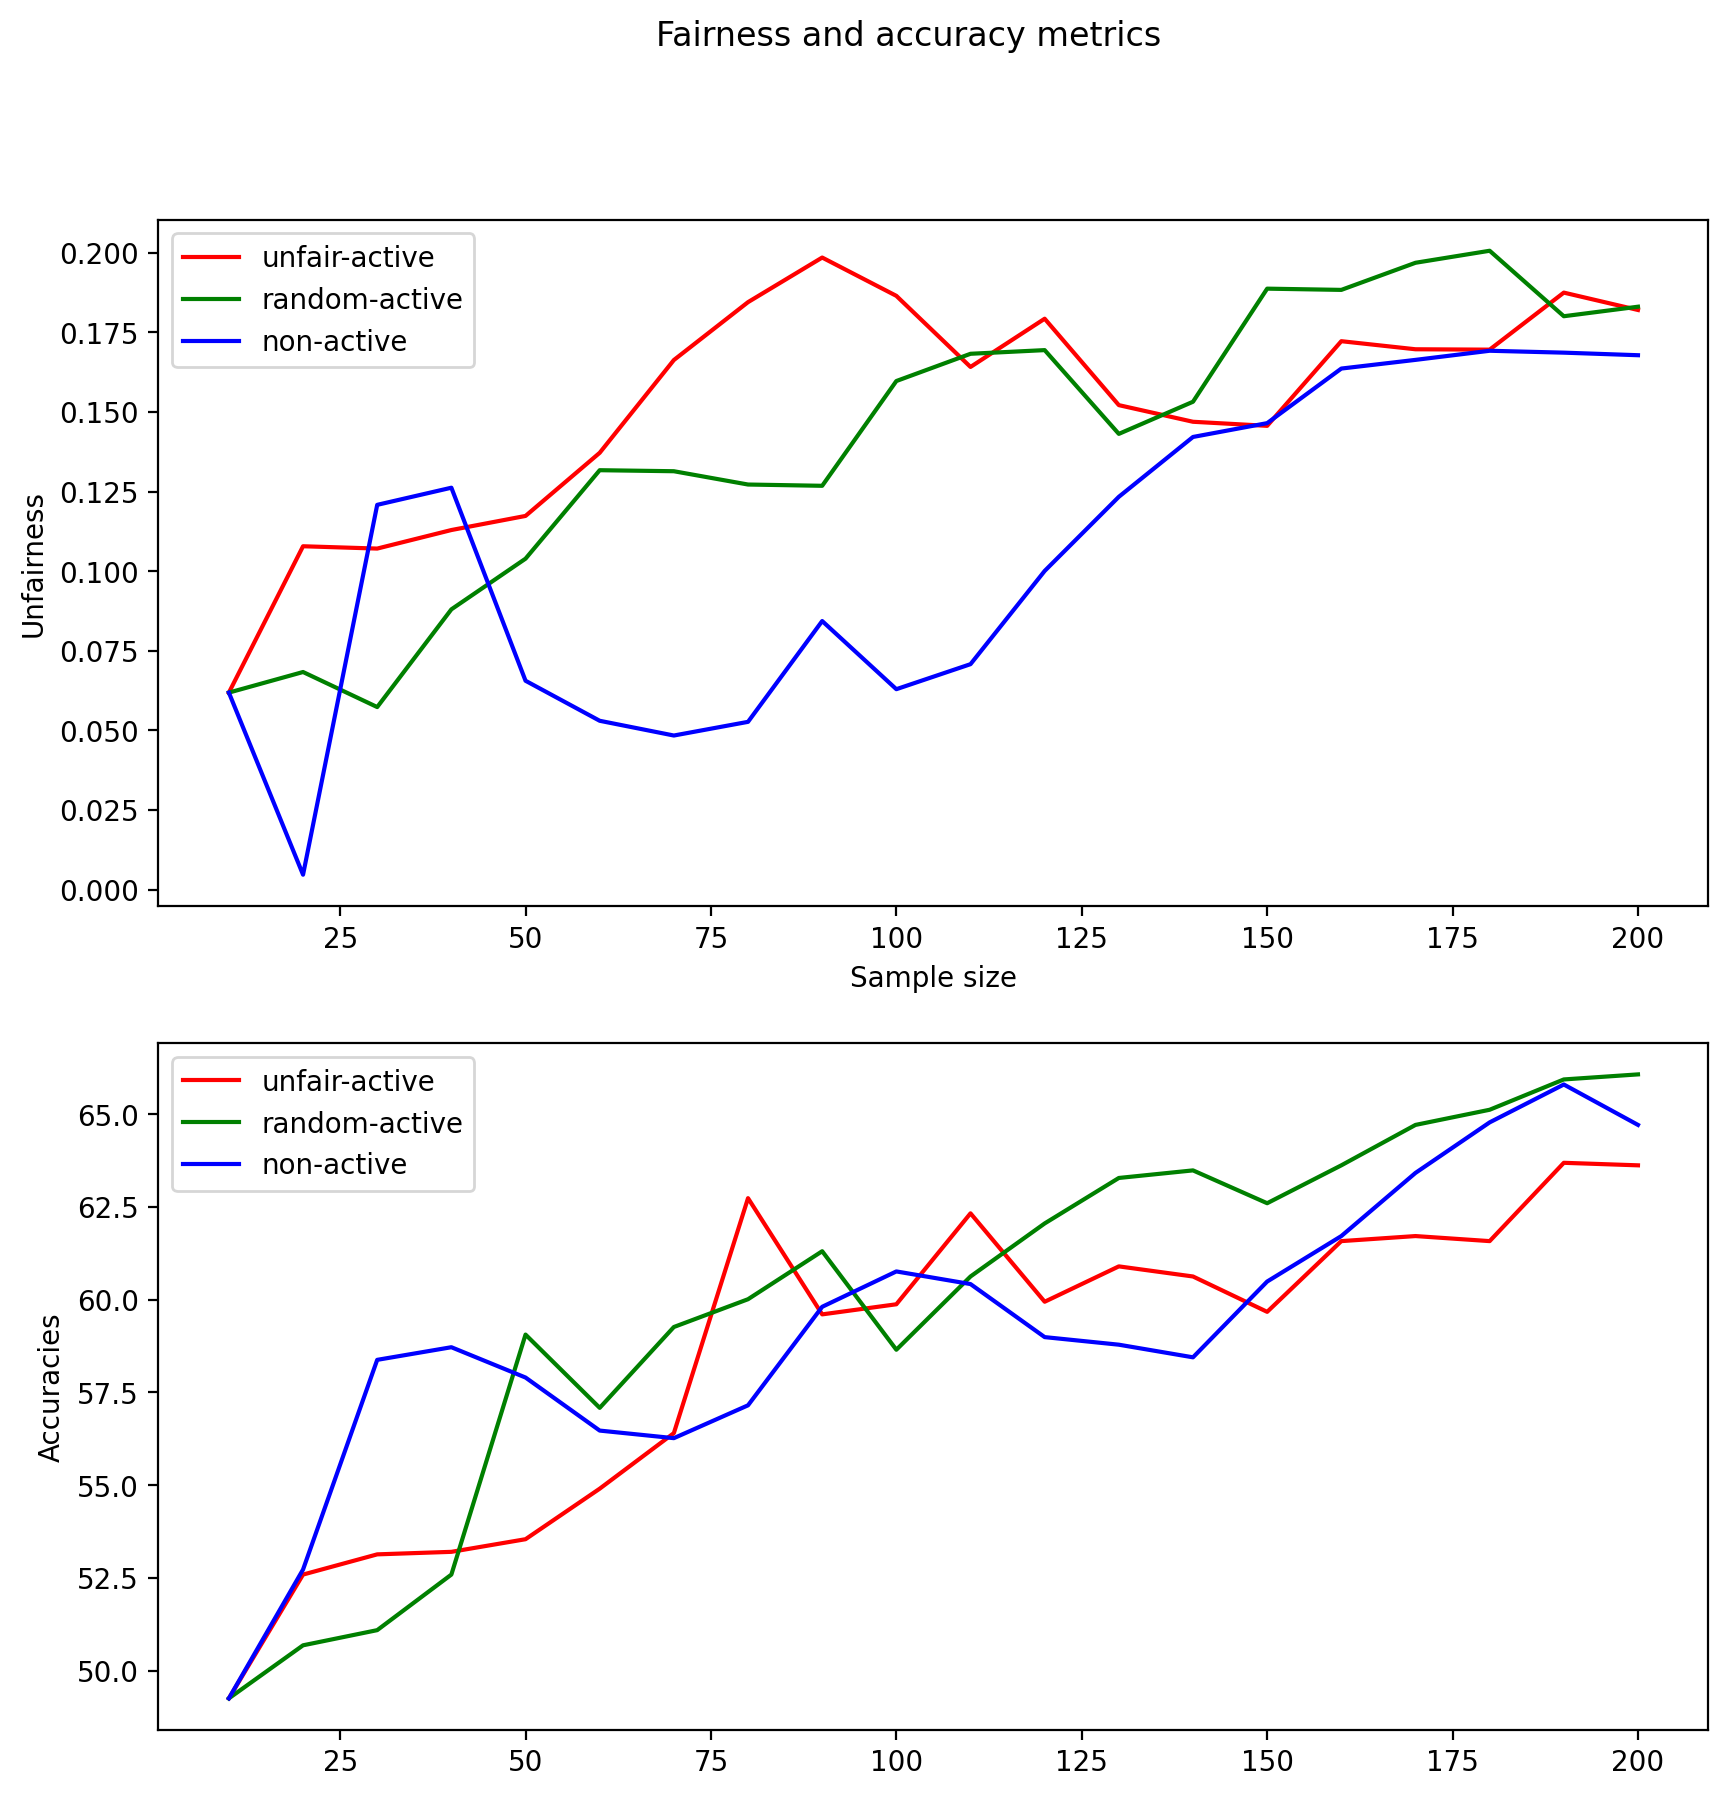 Fairness and accuracy metrics
unfair-active
random-active
non-active
0.200
0.175
0.150
0.125
0.100
0.075
0.050
0.025
0.000
Unfairness
25 50 75 100 125 150 175 200
Sample size
unfair-active
random-active
non-active
65.0
62.5
60.0
57.5
55.0
52.5
50.0
Accuracies
25 50 75 100 125 150 175 200